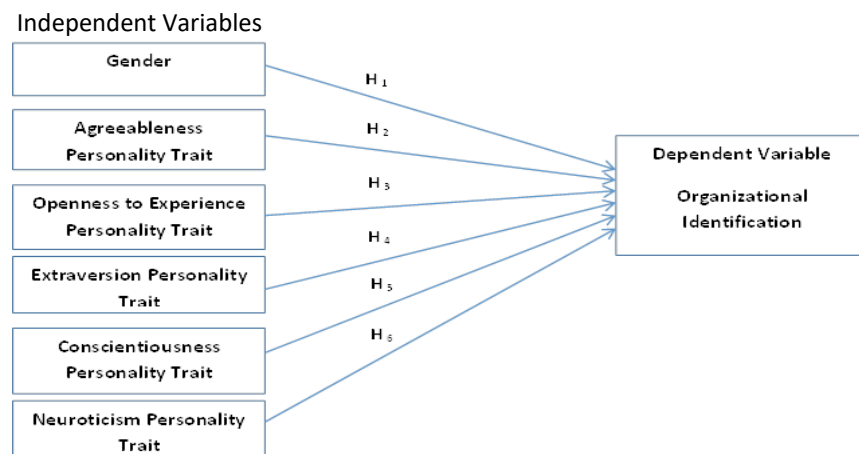 Independent Variables
Gender
H 1
Agreeableness
Personality Trait
H 2
Openness to Experience
Personality Trait
H 3
Extraversion Personality
Trait
H 4
Conscientiousness
Personality Trait
H 5
Neuroticism Personality
Trait
H 6
Dependent Variable
Organizational
Identification